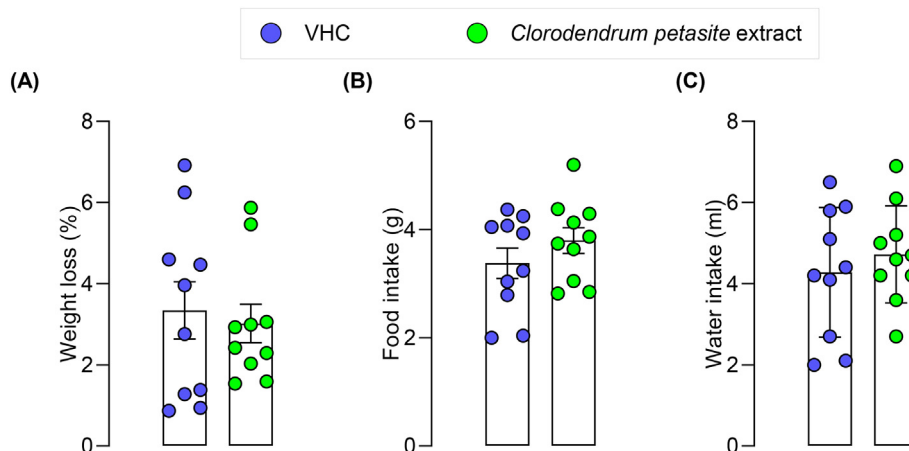 VHC
Clorodendrum petasite extract
(A)
(B)
(C)
Weight loss (%)
8
6
4
2
0
Food intake (g)
6
4
2
0
Water intake (ml)
8
6
4
2
0